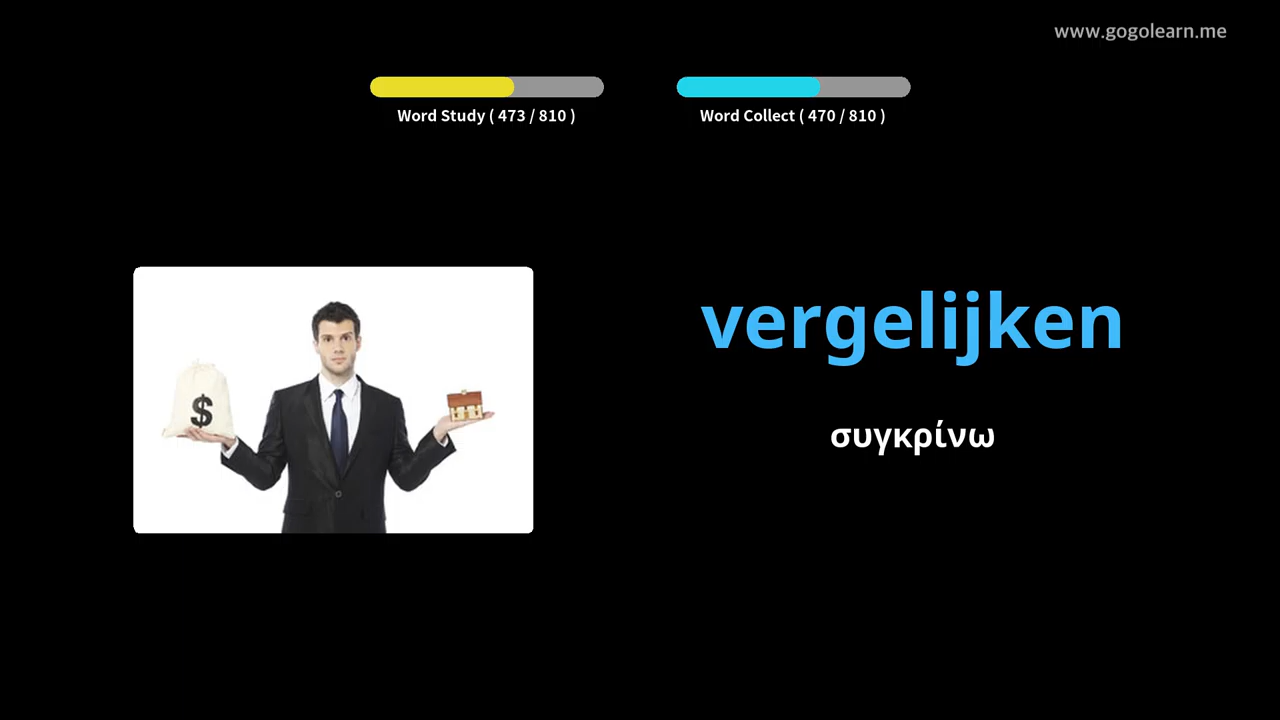 www.gogolearn.me
Word Study ( 473 / 810 )
Word Collect ( 470 / 810 )
vergelijken
συγκρίνω
$